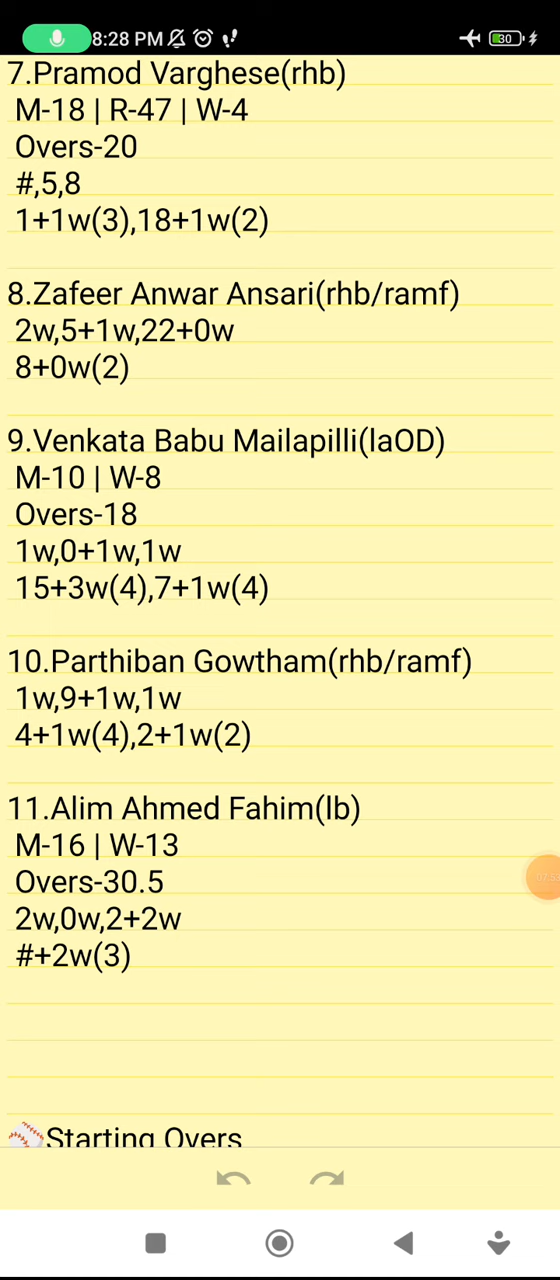 8:28 PM 30
7.Pramod Varghese(rhb)
M-18 | R-47 | W-4
Overs-20
#,5,8
1+1w(3),18+1w(2)
8.Zafeer Anwar Ansari(rhb/ramf)
2w,5+1w,22+0w
8+0w(2)
9.Venkata Babu Mailapilli(laOD)
M-10 | W-8
Overs-18
1w,0+1w,1w
15+3w(4),7+1w(4)
10.Parthiban Gowtham(rhb/ramf)
1w,9+1w,1w
4+1w(4),2+1w(2)
11.Alim Ahmed Fahim(lb)
M-16 | W-13
Overs-30.5
2w,0w,2+2w
#+2w(3)
Starting Overs